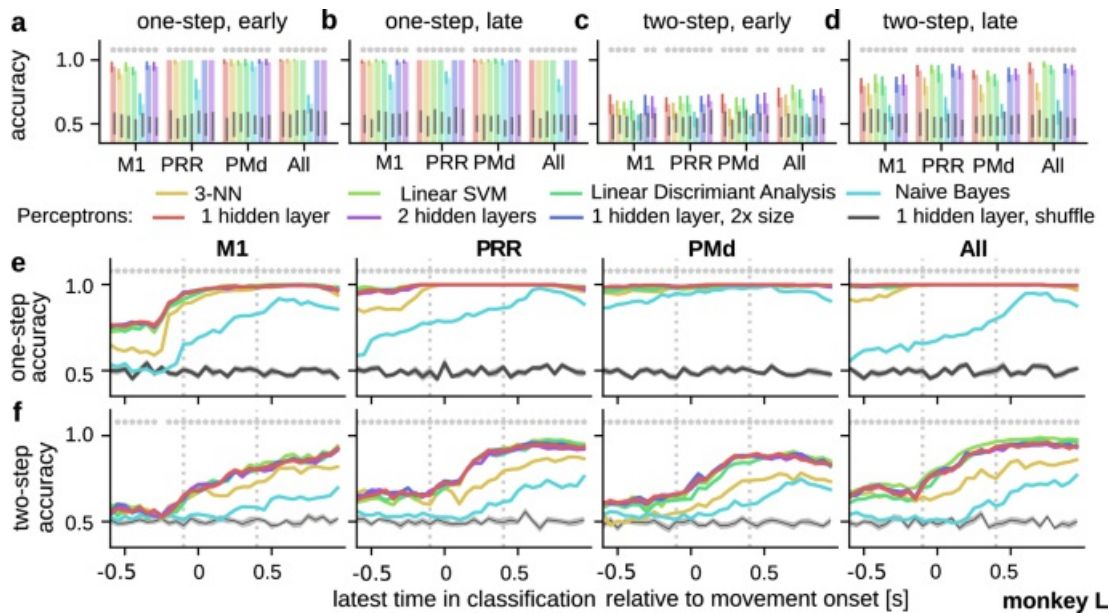 a one-step, early b one-step, late c two-step, early d two-step, late
accuracy
1.0
0.5
M1 PRR PMd All M1 PRR PMd All M1 PRR PMd All M1 PRR PMd All
3-NN Linear SVM Linear Discrimiant Analysis Naive Bayes
Perceptrons: 1 hidden layer 2 hidden layers 1 hidden layer, 2x size 1 hidden layer, shuffle
M1 PRR PMd All
e
one-step
accuracy
1.0
0.5
f
two-step
accuracy
1.0
0.5
-0.5 0 0.5 -0.5 0 0.5 -0.5 0 0.5 -0.5 0 0.5
latest time in classification relative to movement onset [s] monkey L